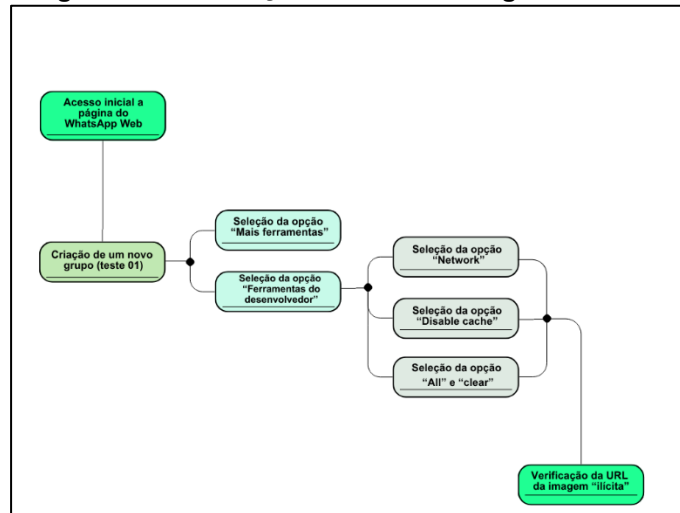 Acesso inicial a
página do
WhatsApp Web
Criação de um novo
grupo (teste 01)
Seleção da opção
“Mais ferramentas”
Seleção da opção
“Ferramentas do
desenvolvedor”
Seleção da opção
“Network”
Seleção da opção
“Disable cache”
Seleção da opção
“All” e “clear”
Verificação da URL
da imagem “ilícita”